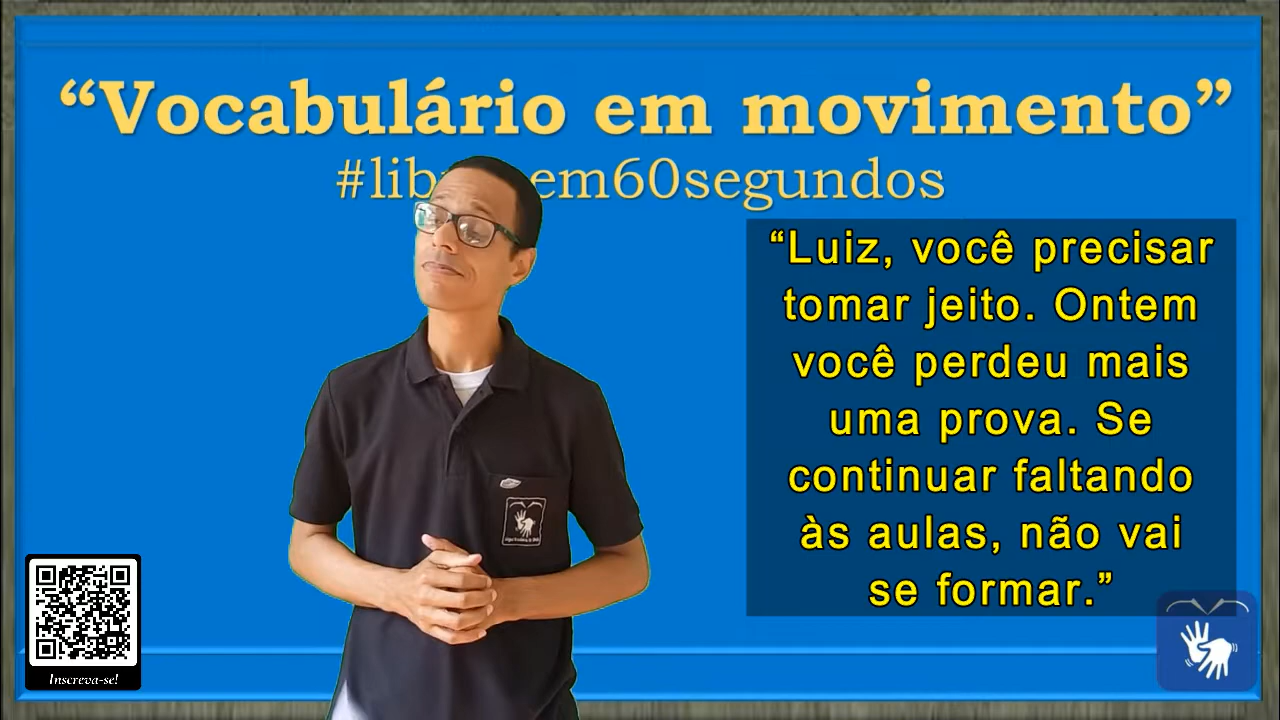 “Vocabulário em movimento”
#lib em60segundos
“Luiz, você precisar
tomar jeito. Ontem
você perdeu mais
uma prova. Se
continuar faltando
às aulas, não vai
se formar.”
Inscreva-se!